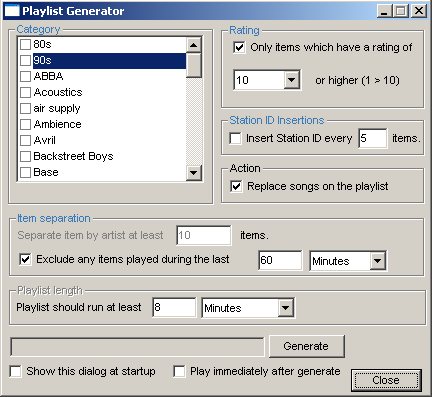 Playlist Generator
Category
80s
90s
ABBA
Acoustics
air supply
Ambience
Avril
Backstreet Boys
Base
Rating
Only items which have a rating of
10 or higher (1 > 10)
Station ID Insertions
Insert Station ID every 5 items.
Action
Replace songs on the playlist
Item separation
Separate item by artist at least 10 items.
Exclude any items played during the last 60 Minutes
Playlist length
Playlist should run at least 8 Minutes
Generate
Show this dialog at startup Play immediately after generate
Close